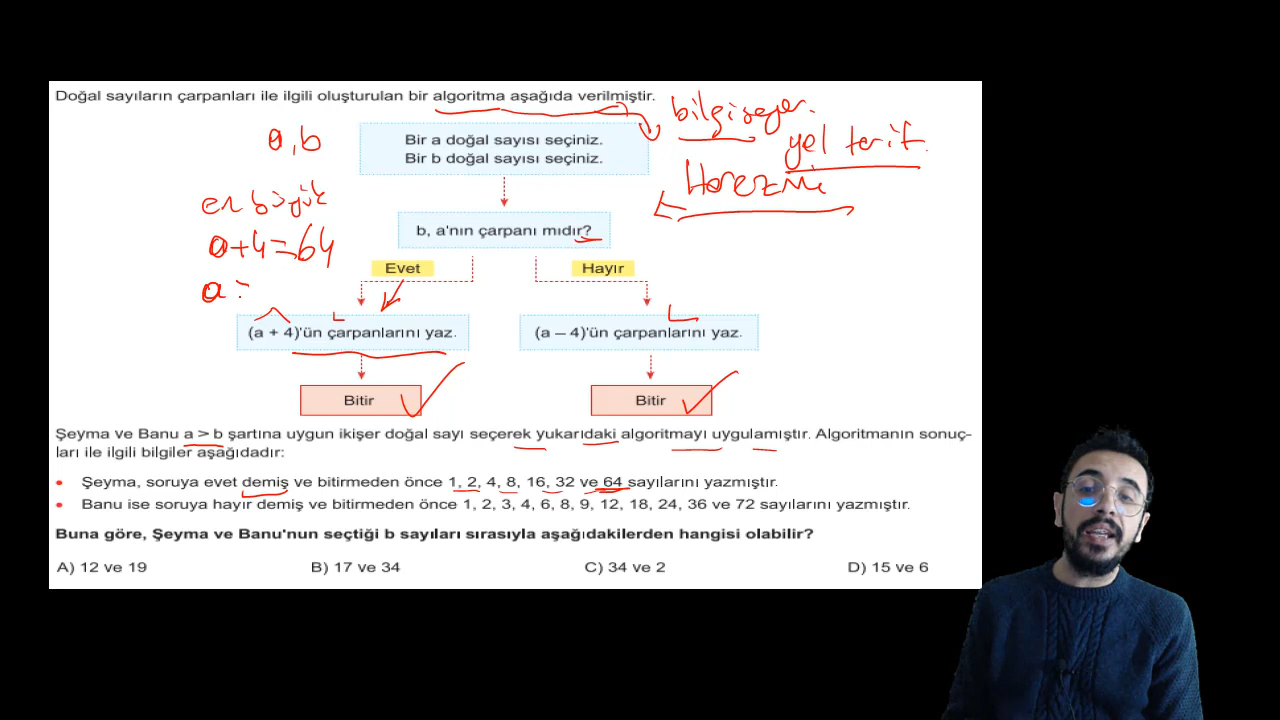 Doğal sayıların çarpanları ile ilgili oluşturulan bir algoritma aşağıda verilmiştir.
bilgisayar.
a,b
Bir a doğal sayısı seçiniz.
Bir b doğal sayısı seçiniz.
yol tarif.
Harezmi
en büyük
b, a'nın çarpanı mıdır?
a+4=64
Evet
Hayır
a=
(a + 4)'ün çarpanlarını yaz.
(a – 4)'ün çarpanlarını yaz.
Bitir
Bitir
Şeyma ve Banu a > b şartına uygun ikişer doğal sayı seçerek yukarıdaki algoritmayı uygulamıştır. Algoritmanın sonuç-
ları ile ilgili bilgiler aşağıdadır:
• Şeyma, soruya evet demiş ve bitirmeden önce 1, 2, 4, 8, 16, 32 ve 64 sayılarını yazmıştır.
• Banu ise soruya hayır demiş ve bitirmeden önce 1, 2, 3, 4, 6, 8, 9, 12, 18, 24, 36 ve 72 sayılarını yazmıştır.
Buna göre, Şeyma ve Banu'nun seçtiği b sayıları sırasıyla aşağıdakilerden hangisi olabilir?
A) 12 ve 19 B) 17 ve 34 C) 34 ve 2 D) 15 ve 6